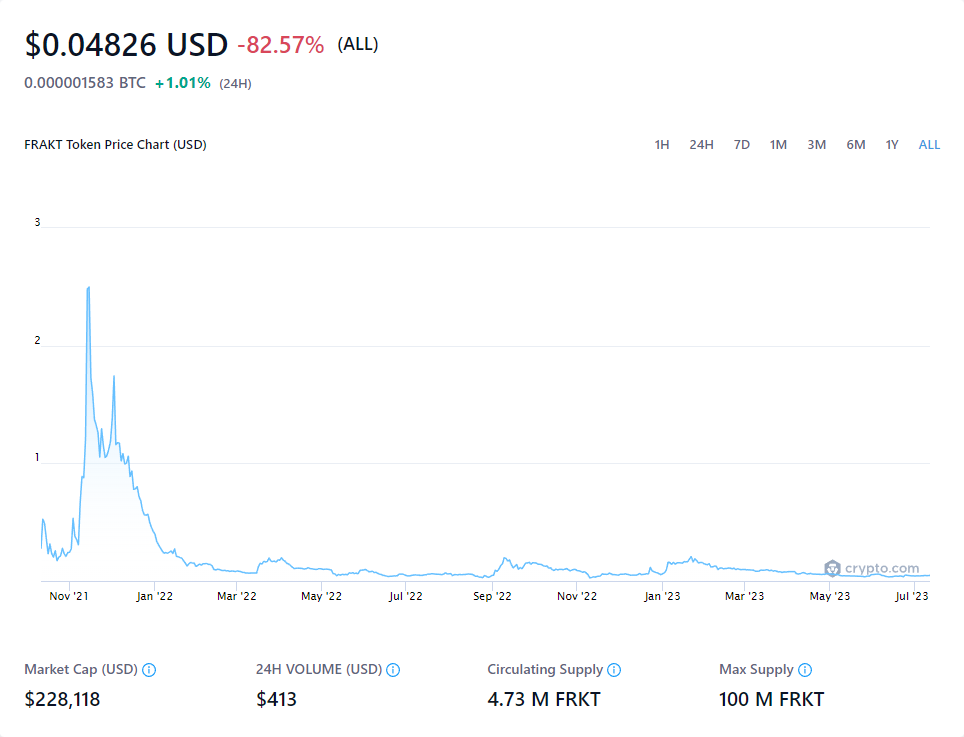 $0.04826 USD -82.57% (ALL)
0.000001583 BTC +1.01% (24H)
FRAKT Token Price Chart (USD) 1H 24H 7D 1M 3M 6M 1Y ALL
3
2
1
crypto.com
Nov '21 Jan '22 Mar '22 May '22 Jul '22 Sep '22 Nov '22 Jan '23 Mar '23 May '23 Jul '23
Market Cap (USD) 24H VOLUME (USD) Circulating Supply Max Supply
$228,118 $413 4.73 M FRKT 100 M FRKT